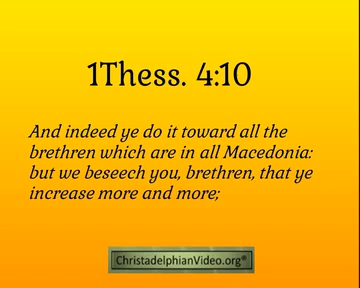 1Thess. 4:10
And indeed ye do it toward all the
brethren which are in all Macedonia:
but we beseech you, brethren, that ye
increase more and more;
ChristadelphianVideo.org®